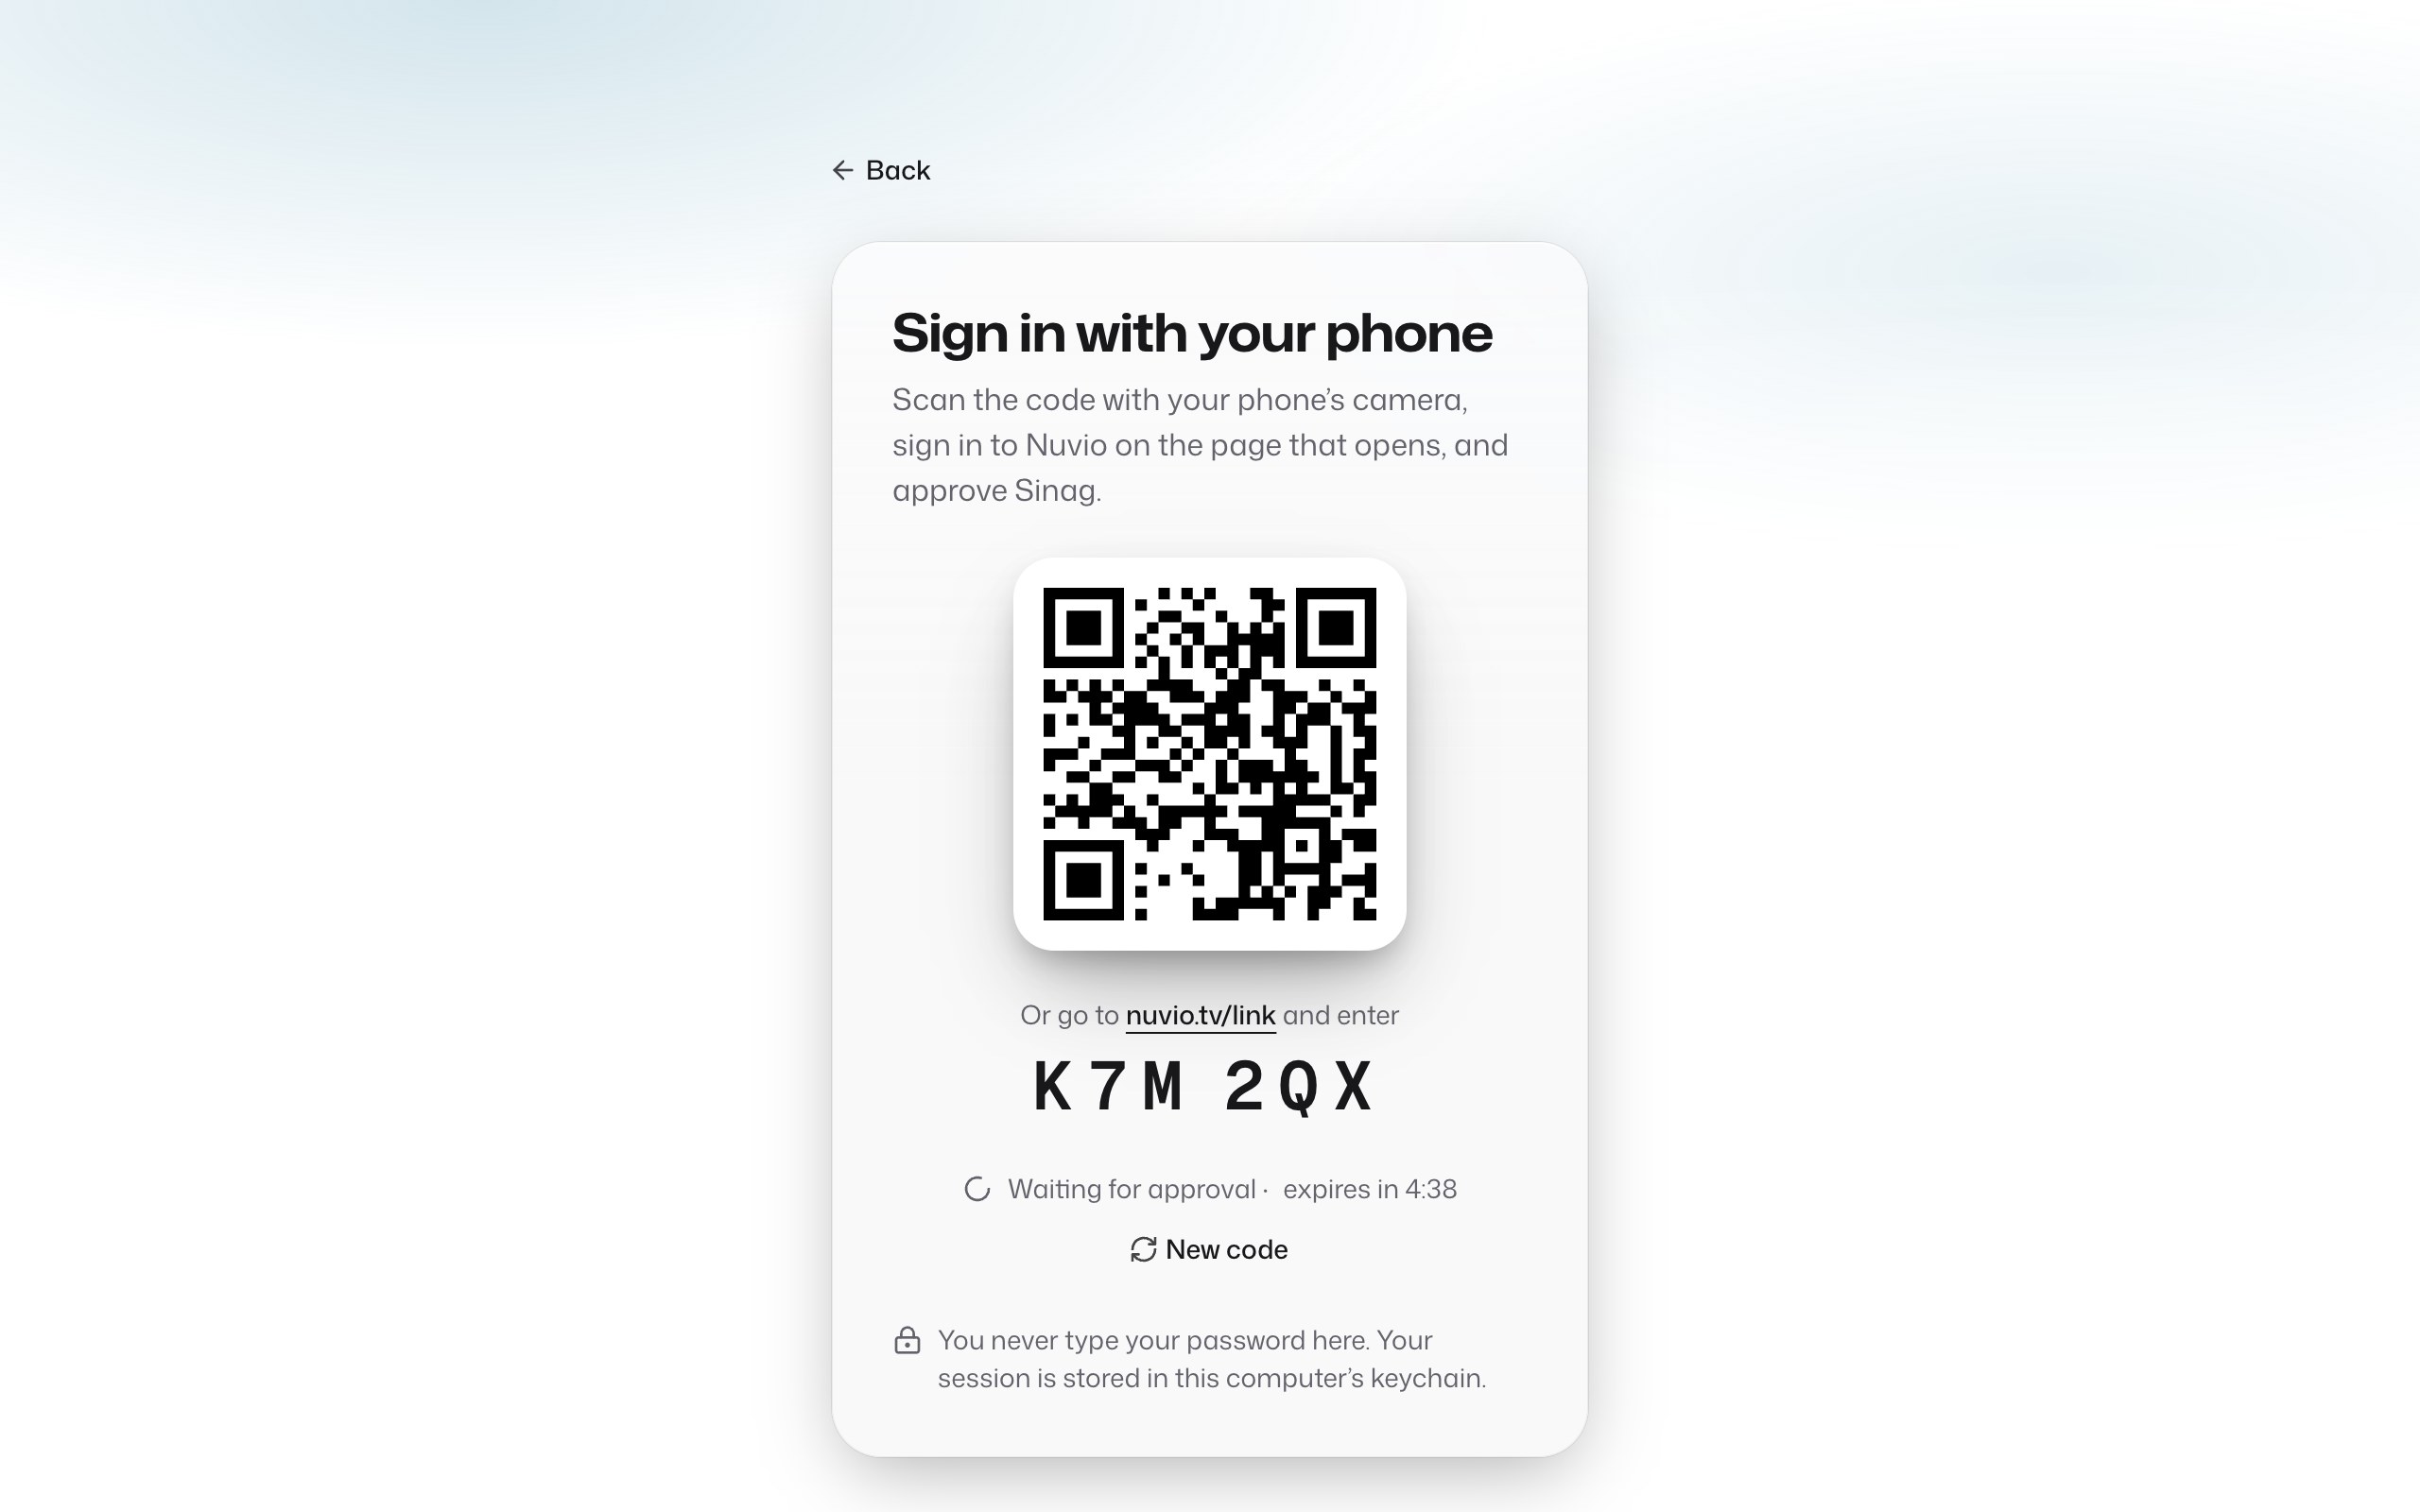 Back
Sign in with your phone
Scan the code with your phone’s camera,
sign in to Nuvio on the page that opens, and
approve Sinag.
Or go to nuvio.tv/link and enter
K7M 2QX
Waiting for approval · expires in 4:38
New code
You never type your password here. Your
session is stored in this computer’s keychain.